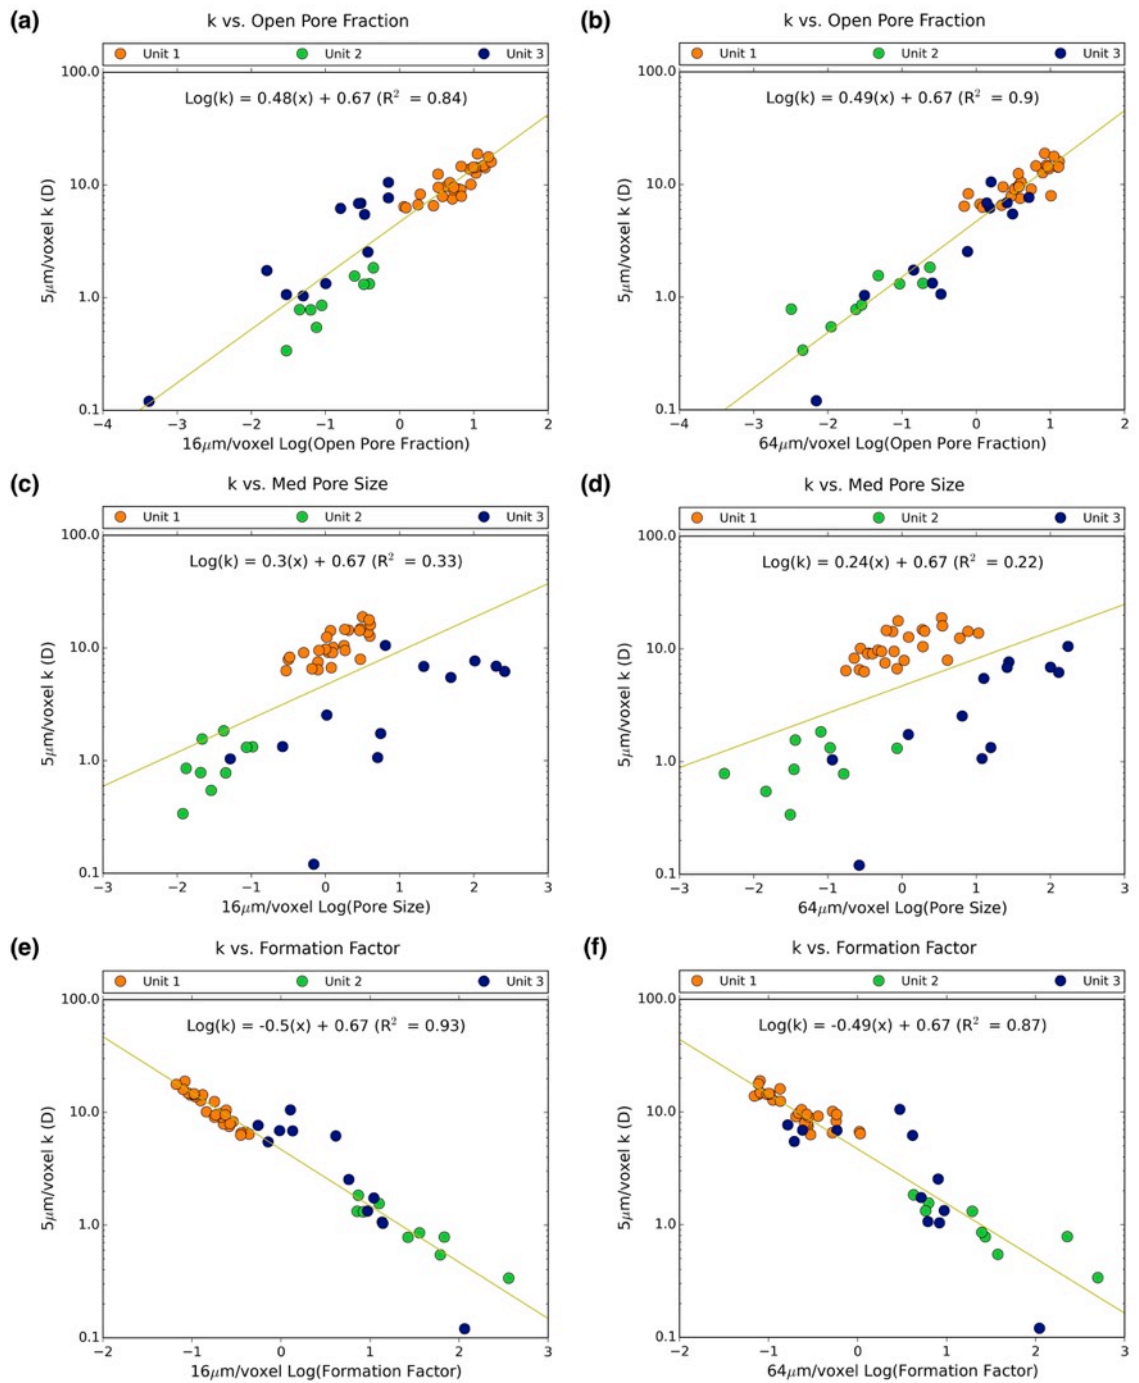 (a)
k vs. Open Pore Fraction
Unit 1 Unit 2 Unit 3
Log(k) = 0.48(x) + 0.67 (R² = 0.84)
5μm/voxel k (D)
100.0
10.0
1.0
0.1
−4 −3 −2 −1 0 1 2
16μm/voxel Log(Open Pore Fraction)
(b)
k vs. Open Pore Fraction
Unit 1 Unit 2 Unit 3
Log(k) = 0.49(x) + 0.67 (R² = 0.9)
5μm/voxel k (D)
100.0
10.0
1.0
0.1
−4 −3 −2 −1 0 1 2
64μm/voxel Log(Open Pore Fraction)
(c)
k vs. Med Pore Size
Unit 1 Unit 2 Unit 3
Log(k) = 0.3(x) + 0.67 (R² = 0.33)
5μm/voxel k (D)
100.0
10.0
1.0
0.1
−3 −2 −1 0 1 2 3
16μm/voxel Log(Pore Size)
(d)
k vs. Med Pore Size
Unit 1 Unit 2 Unit 3
Log(k) = 0.24(x) + 0.67 (R² = 0.22)
5μm/voxel k (D)
100.0
10.0
1.0
0.1
−3 −2 −1 0 1 2 3
64μm/voxel Log(Pore Size)
(e)
k vs. Formation Factor
Unit 1 Unit 2 Unit 3
Log(k) = -0.5(x) + 0.67 (R² = 0.93)
5μm/voxel k (D)
100.0
10.0
1.0
0.1
−2 −1 0 1 2 3
16μm/voxel Log(Formation Factor)
(f)
k vs. Formation Factor
Unit 1 Unit 2 Unit 3
Log(k) = -0.49(x) + 0.67 (R² = 0.87)
5μm/voxel k (D)
100.0
10.0
1.0
0.1
−2 −1 0 1 2 3
64μm/voxel Log(Formation Factor)